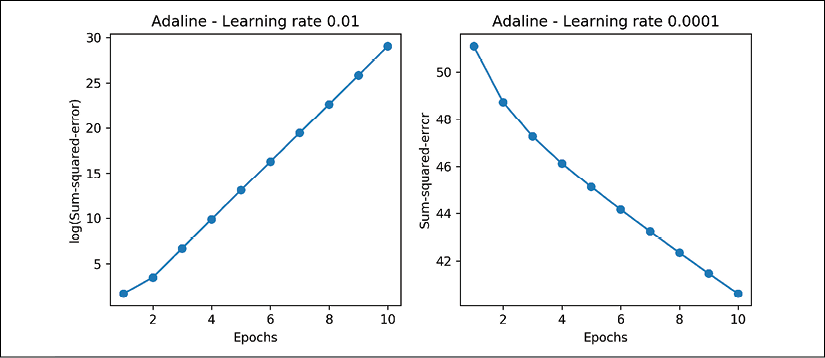 Adaline - Learning rate 0.01
30
25
20
15
10
5
log(Sum-squared-error)
2 4 6 8 10
Epochs
Adaline - Learning rate 0.0001
50
48
46
44
42
Sum-squared-error
2 4 6 8 10
Epochs